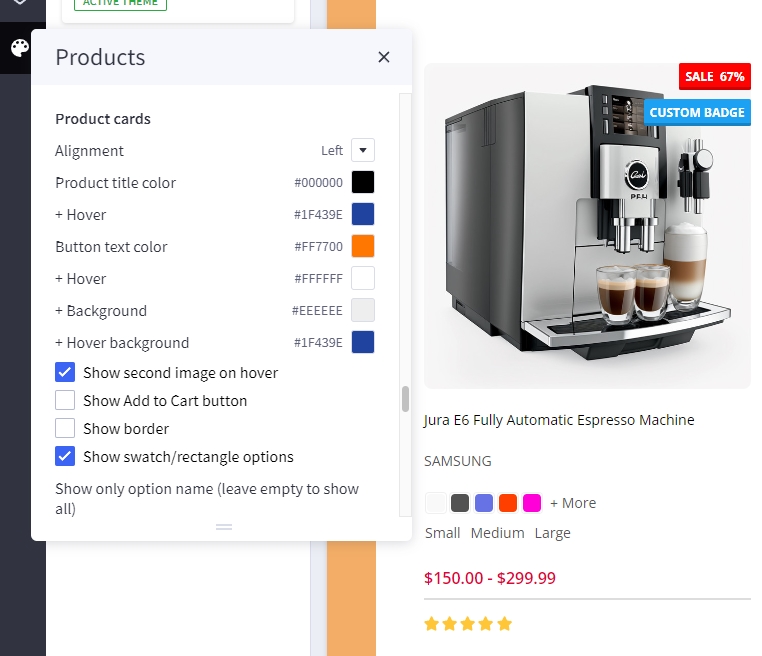 ACTIVE THEME
Products
Product cards
Alignment Left
Product title color #000000
+ Hover #1F439E
Button text color #FF7700
+ Hover #FFFFFF
+ Background #EEEEEE
+ Hover background #1F439E
Show second image on hover
Show Add to Cart button
Show border
Show swatch/rectangle options
Show only option name (leave empty to show
all)
SALE 67%
CUSTOM BADGE
Jura E6 Fully Automatic Espresso Machine
SAMSUNG
+ More
Small Medium Large
$150.00 - $299.99